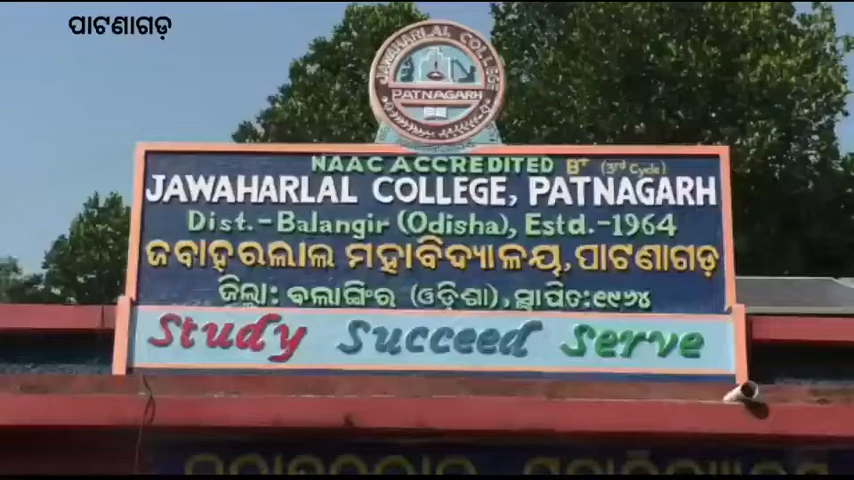 ପାଟଣାଗଡ଼
JAWAHARLAL COLLEGE
PATNAGARH
NAAC ACCREDITED B+ (3rd Cycle)
JAWAHARLAL COLLEGE, PATNAGARH
Dist.-Balangir (Odisha), Estd.-1964
ଜବାହରଲାଲ ମହାବିଦ୍ୟାଳୟ, ପାଟଣାଗଡ଼
ଜିଲ୍ଲା:-ବଲାଙ୍ଗିର (ଓଡ଼ିଶା), ସ୍ଥାପିତ:-୧୯୬୪
Study Succeed Serve